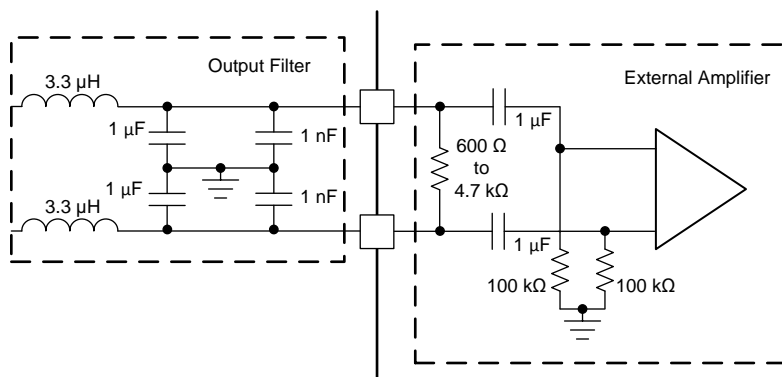 Output Filter
3.3 µH
1 µF
1 nF
1 µF
1 nF
3.3 µH
External Amplifier
1 µF
600 Ω
to
4.7 kΩ
1 µF
100 kΩ
100 kΩ